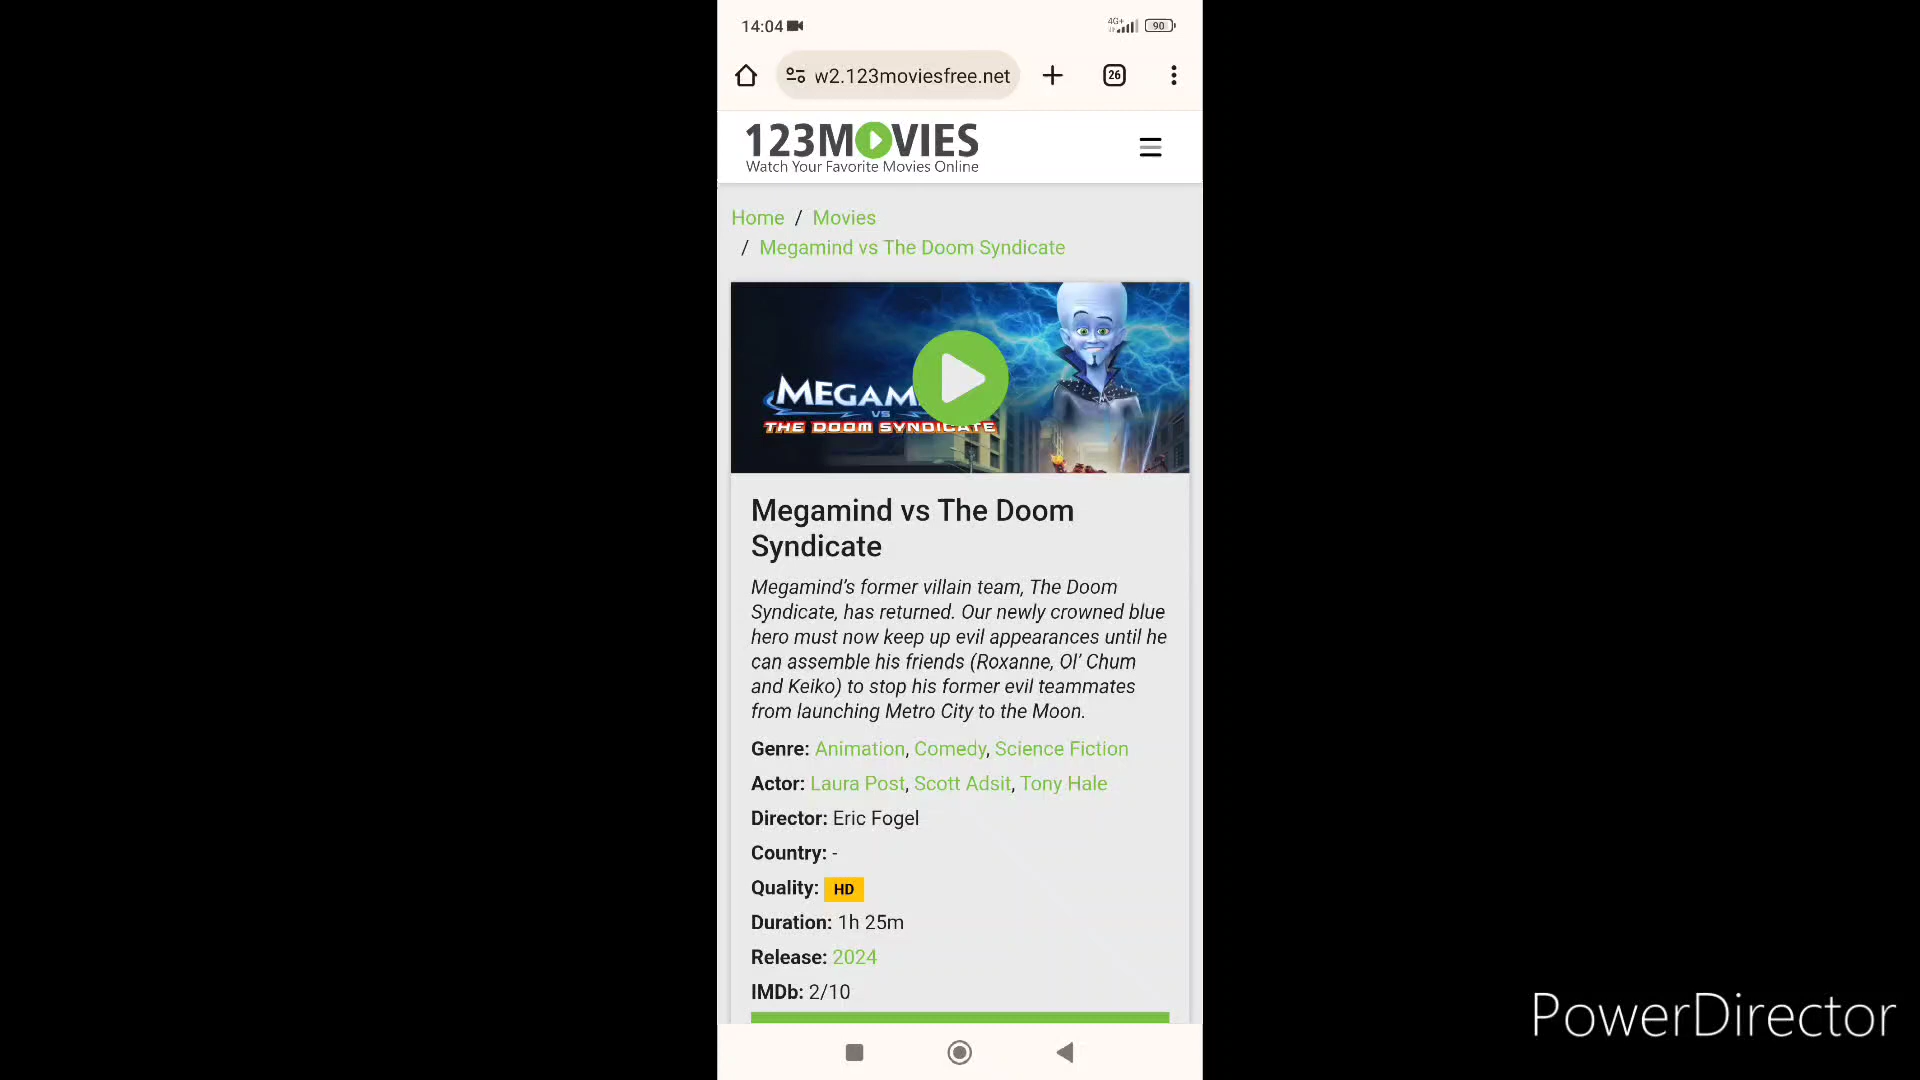 14:04
4G+
90
w2.123moviesfree.net
26
123MOVIES
Watch Your Favorite Movies Online
Home / Movies
/ Megamind vs The Doom Syndicate
MEGAM
VS
THE DOOM SYNDICATE
Megamind vs The Doom
Syndicate
Megamind’s former villain team, The Doom
Syndicate, has returned. Our newly crowned blue
hero must now keep up evil appearances until he
can assemble his friends (Roxanne, Ol’ Chum
and Keiko) to stop his former evil teammates
from launching Metro City to the Moon.
Genre: Animation, Comedy, Science Fiction
Actor: Laura Post, Scott Adsit, Tony Hale
Director: Eric Fogel
Country: -
Quality: HD
Duration: 1h 25m
Release: 2024
IMDb: 2/10
PowerDirector